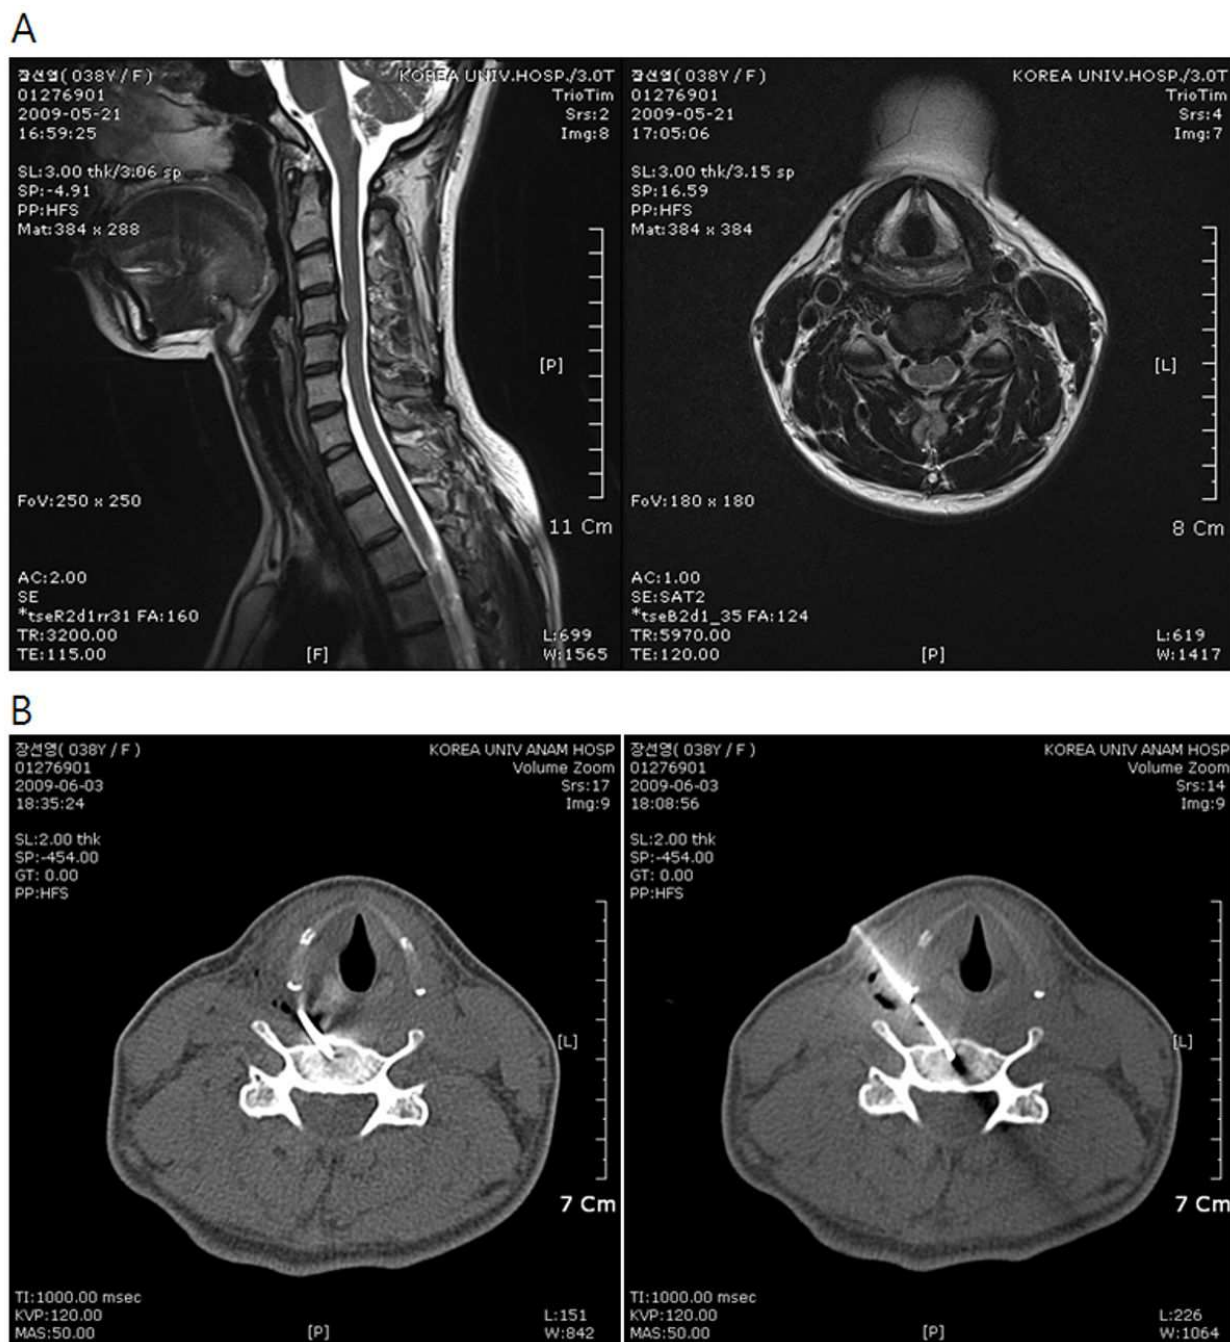 A
장선영( 038Y / F )
01276901
2009-05-21
16:59:25
SL:3.00 thk/3.06 sp
SP:-4.91
PP:HFS
Mat:384 x 288
FoV:250 x 250
AC:2.00
SE
*tseR2d1rr31 FA:160
TR:3200.00
TE:115.00
KOREA UNIV.HOSP./3.0T
TrioTim
Srs:2
Img:8
[P]
11 Cm
[F]
L:699
W:1565
장선영( 038Y / F )
01276901
2009-05-21
17:05:06
SL:3.00 thk/3.15 sp
SP:16.59
PP:HFS
Mat:384 x 384
FoV:180 x 180
AC:1.00
SE:SAT2
*tseB2d1_35 FA:124
TR:5970.00
TE:120.00
KOREA UNIV.HOSP./3.0T
TrioTim
Srs:4
Img:7
[L]
8 Cm
[P]
L:619
W:1417
B
장선영( 038Y / F )
01276901
2009-06-03
18:35:24
SL:2.00 thk
SP:-454.00
GT: 0.00
PP:HFS
TI:1000.00 msec
KVP:120.00
MAS:50.00
KOREA UNIV ANAM HOSP
Volume Zoom
Srs:17
Img:9
[L]
7 Cm
[P]
L:151
W:842
장선영( 038Y / F )
01276901
2009-06-03
18:08:56
SL:2.00 thk
SP:-454.00
GT: 0.00
PP:HFS
TI:1000.00 msec
KVP:120.00
MAS:50.00
KOREA UNIV ANAM HOSP
Volume Zoom
Srs:14
Img:9
[L]
7 Cm
[P]
L:226
W:1064